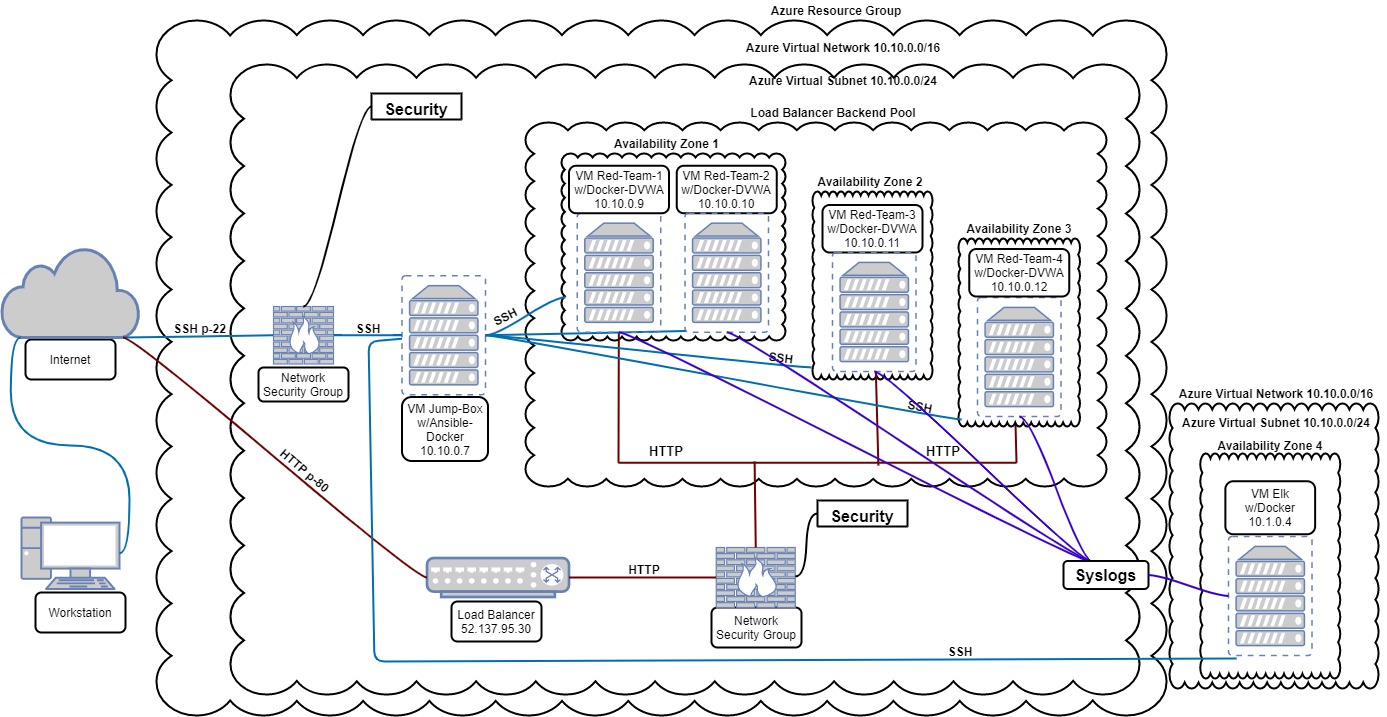 Azure Resource Group
Azure Virtual Network 10.10.0.0/16
Azure Virtual Subnet 10.10.0.0/24
Security
Load Balancer Backend Pool
Availability Zone 1
VM Red-Team-1
w/Docker-DVWA
10.10.0.9
VM Red-Team-2
w/Docker-DVWA
10.10.0.10
Availability Zone 2
VM Red-Team-3
w/Docker-DVWA
10.10.0.11
Availability Zone 3
VM Red-Team-4
w/Docker-DVWA
10.10.0.12
SSH p-22
SSH
SSH
SSH
SSH
Internet
Network
Security Group
VM Jump-Box
w/Ansible-
Docker
10.10.0.7
HTTP p-80
HTTP
HTTP
Azure Virtual Network 10.10.0.0/16
Azure Virtual Subnet 10.10.0.0/24
Availability Zone 4
VM Elk
w/Docker
10.1.0.4
Security
HTTP
Syslogs
Workstation
Load Balancer
52.137.95.30
Network
Security Group
SSH